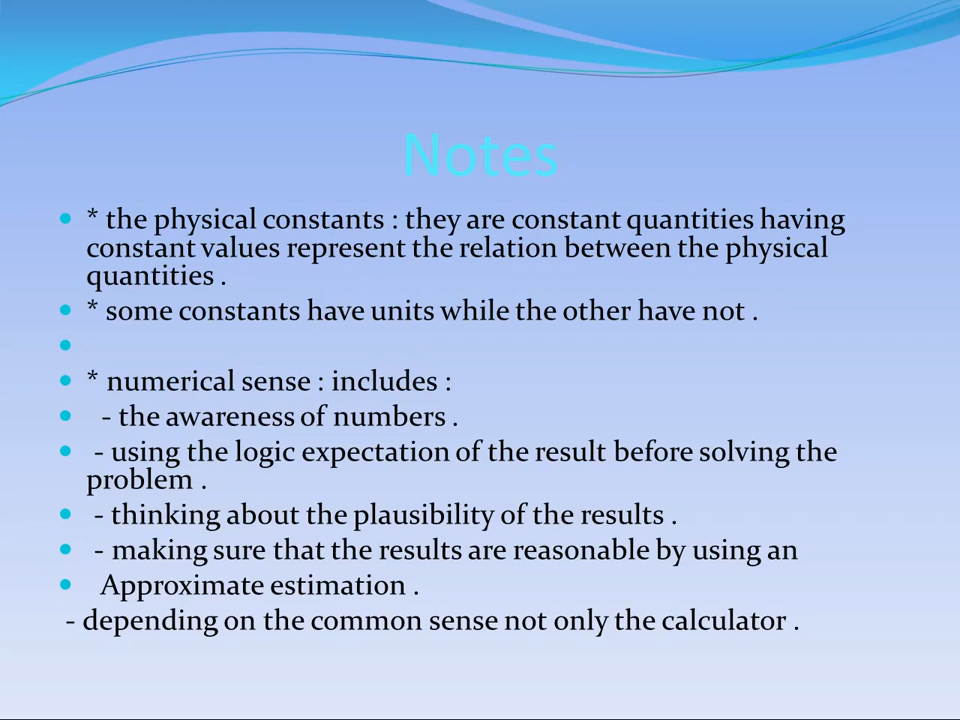 Notes
* the physical constants : they are constant quantities having
constant values represent the relation between the physical
quantities .
* some constants have units while the other have not .
* numerical sense : includes :
- the awareness of numbers .
- using the logic expectation of the result before solving the
problem .
- thinking about the plausibility of the results .
- making sure that the results are reasonable by using an
Approximate estimation .
- depending on the common sense not only the calculator .